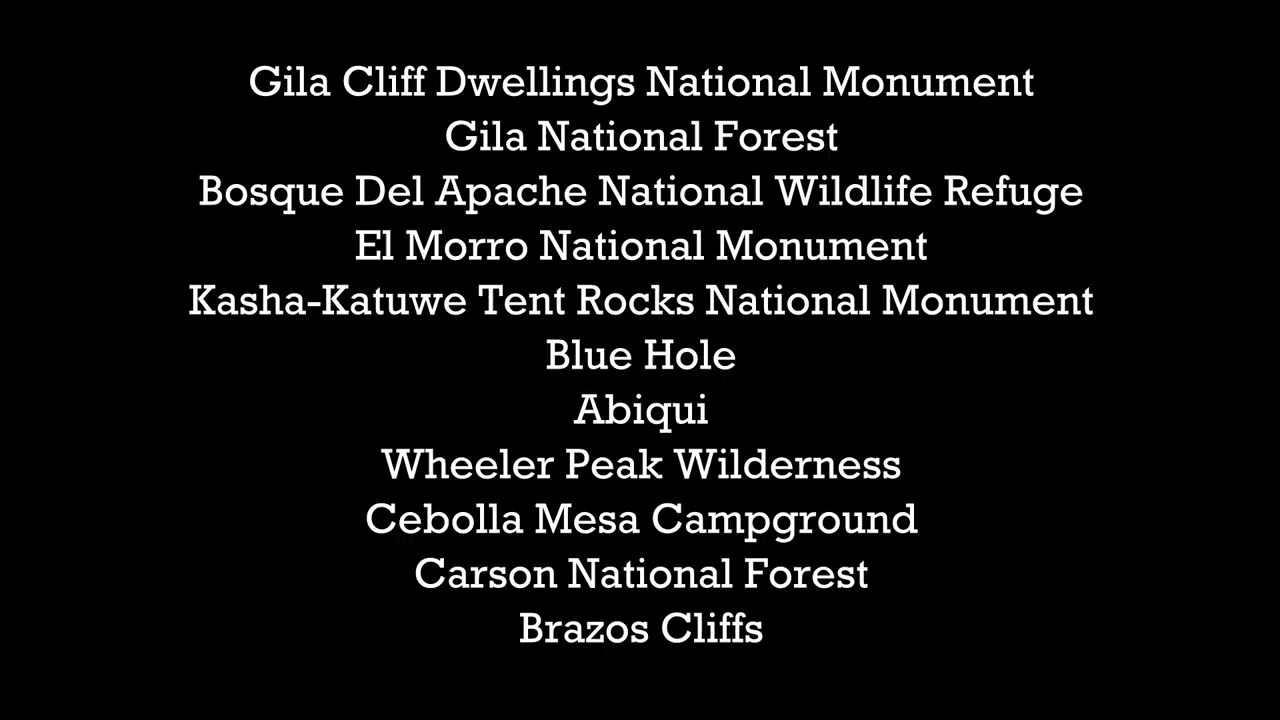 Gila Cliff Dwellings National Monument
Gila National Forest
Bosque Del Apache National Wildlife Refuge
El Morro National Monument
Kasha-Katuwe Tent Rocks National Monument
Blue Hole
Abiqui
Wheeler Peak Wilderness
Cebolla Mesa Campground
Carson National Forest
Brazos Cliffs